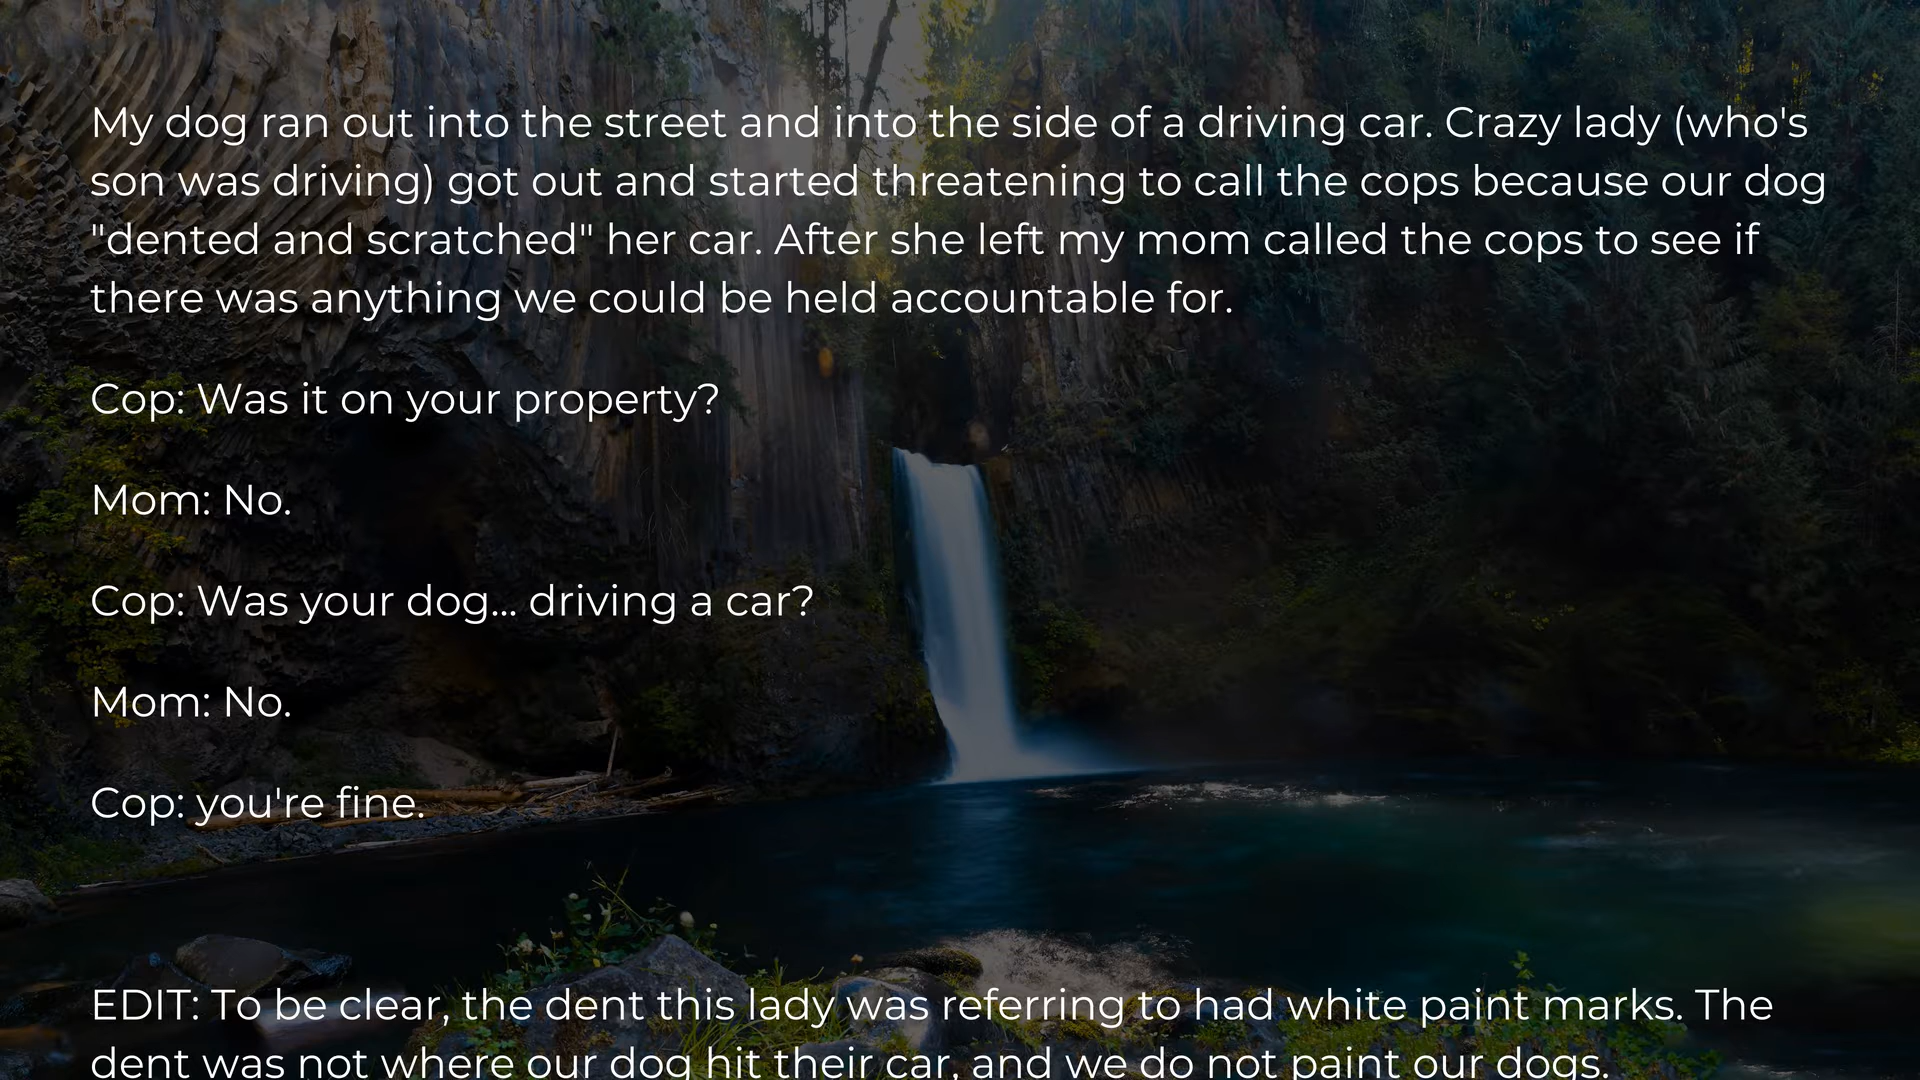 My dog ran out into the street and into the side of a driving car. Crazy lady (who's
son was driving) got out and started threatening to call the cops because our dog
"dented and scratched" her car. After she left my mom called the cops to see if
there was anything we could be held accountable for.
Cop: Was it on your property?
Mom: No.
Cop: Was your dog... driving a car?
Mom: No.
Cop: you're fine.
EDIT: To be clear, the dent this lady was referring to had white paint marks. The
dent was not where our dog hit their car, and we do not paint our dogs.